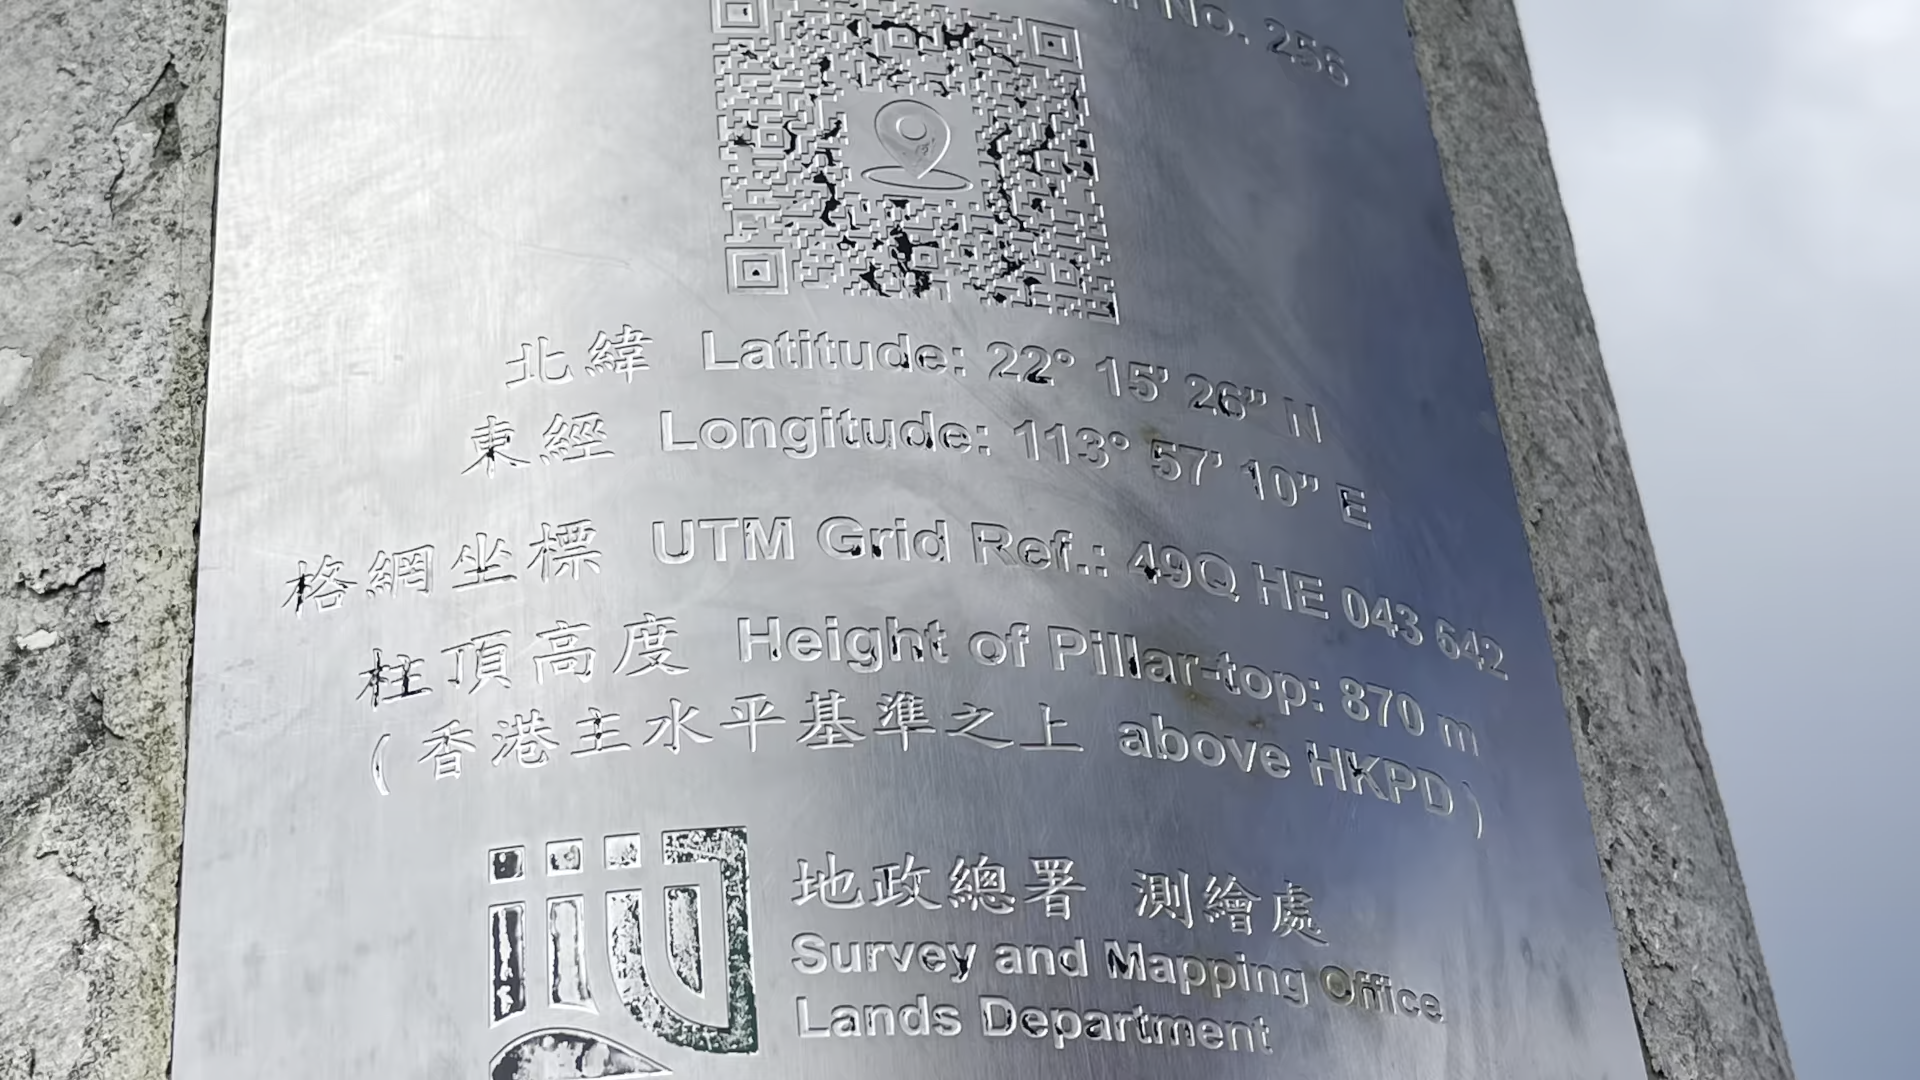 No. 256
北緯 Latitude: 22° 15’ 26” N
東經 Longitude: 113° 57’ 10” E
格網坐標 UTM Grid Ref.: 49Q HE 043 642
柱頂高度 Height of Pillar-top: 870 m
( 香港主水平基準之上 above HKPD )
地政總署 測繪處
Survey and Mapping Office
Lands Department